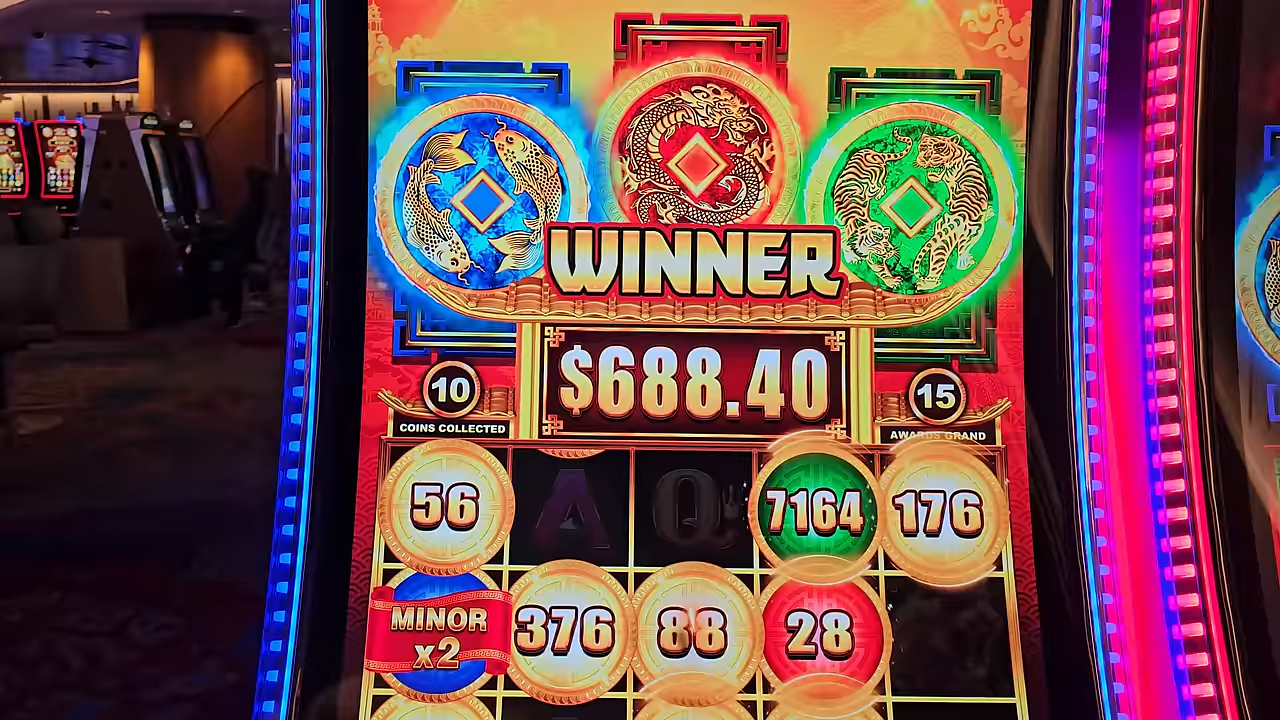 WINNER
$688.40
10
COINS COLLECTED
15
AWARDS GRAND
56
A
Q
7164
176
MINOR
x2
376
88
28